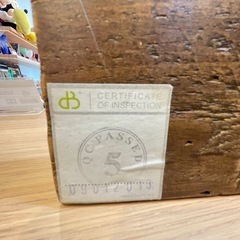 CERTIFICATE
OF INSPECTION
QC PASSED
5